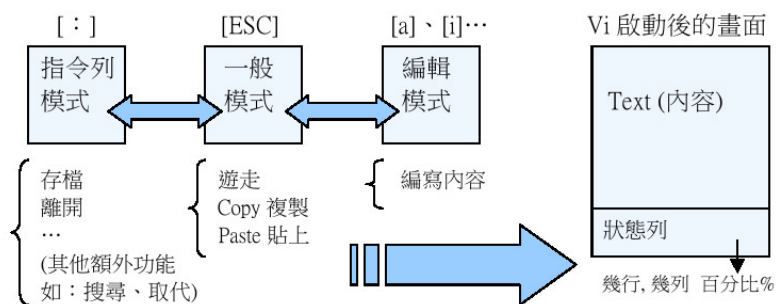 [：]
[ESC]
[a]、[i]…
Vi 啟動後的畫面
指令列
模式
一般
模式
編輯
模式
存檔
離開
…
(其他額外功能
如：搜尋、取代)
遊走
Copy 複製
Paste 貼上
編寫內容
Text (內容)
狀態列
幾行, 幾列 百分比%